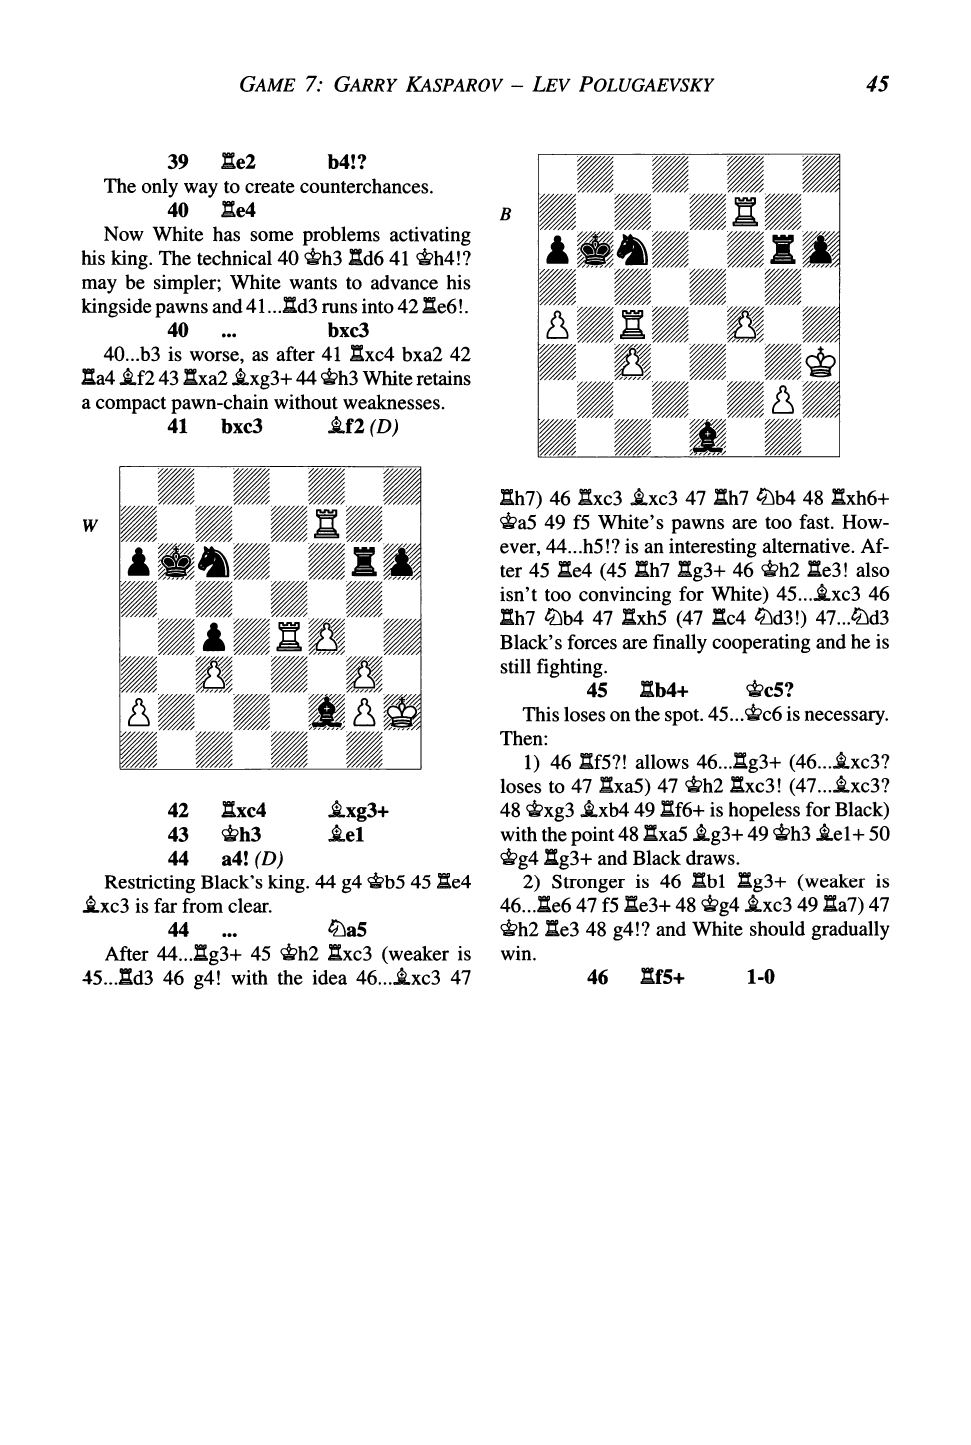 GAME 7: GARRY KASPAROV – LEV POLUGAEVSKY 45
39 ♖e2 b4!?
The only way to create counterchances.
40 ♖e4
Now White has some problems activating
his king. The technical 40 ♔h3 ♖d6 41 ♔h4!?
may be simpler; White wants to advance his
kingside pawns and 41...♖d3 runs into 42 ♖e6!.
40 ... bxc3
40...b3 is worse, as after 41 ♖xc4 bxa2 42
♖a4 ♗f2 43 ♖xa2 ♗xg3+ 44 ♔h3 White retains
a compact pawn-chain without weaknesses.
41 bxc3 ♗f2 (D)
W
42 ♖xc4 ♗xg3+
43 ♔h3 ♗e1
44 a4! (D)
Restricting Black's king. 44 g4 ♔b5 45 ♖e4
♗xc3 is far from clear.
44 ... ♘a5
After 44...♖g3+ 45 ♔h2 ♖xc3 (weaker is
45...♖d3 46 g4! with the idea 46...♗xc3 47
B
♖h7) 46 ♖xc3 ♗xc3 47 ♖h7 ♘b4 48 ♖xh6+
♔a5 49 f5 White's pawns are too fast. How-
ever, 44...h5!? is an interesting alternative. Af-
ter 45 ♖e4 (45 ♖h7 ♖g3+ 46 ♔h2 ♖e3! also
isn't too convincing for White) 45...♗xc3 46
♖h7 ♘b4 47 ♖xh5 (47 ♖c4 ♘d3!) 47...♘d3
Black's forces are finally cooperating and he is
still fighting.
45 ♖b4+ ♔c5?
This loses on the spot. 45...♔c6 is necessary.
Then:
1) 46 ♖f5?! allows 46...♖g3+ (46...♗xc3?
loses to 47 ♖xa5) 47 ♔h2 ♖xc3! (47...♗xc3?
48 ♔xg3 ♗xb4 49 ♖f6+ is hopeless for Black)
with the point 48 ♖xa5 ♗g3+ 49 ♔h3 ♗e1+ 50
♔g4 ♖g3+ and Black draws.
2) Stronger is 46 ♖b1 ♖g3+ (weaker is
46...♖e6 47 f5 ♖e3+ 48 ♔g4 ♗xc3 49 ♖a7) 47
♔h2 ♖e3 48 g4!? and White should gradually
win.
46 ♖f5+ 1-0